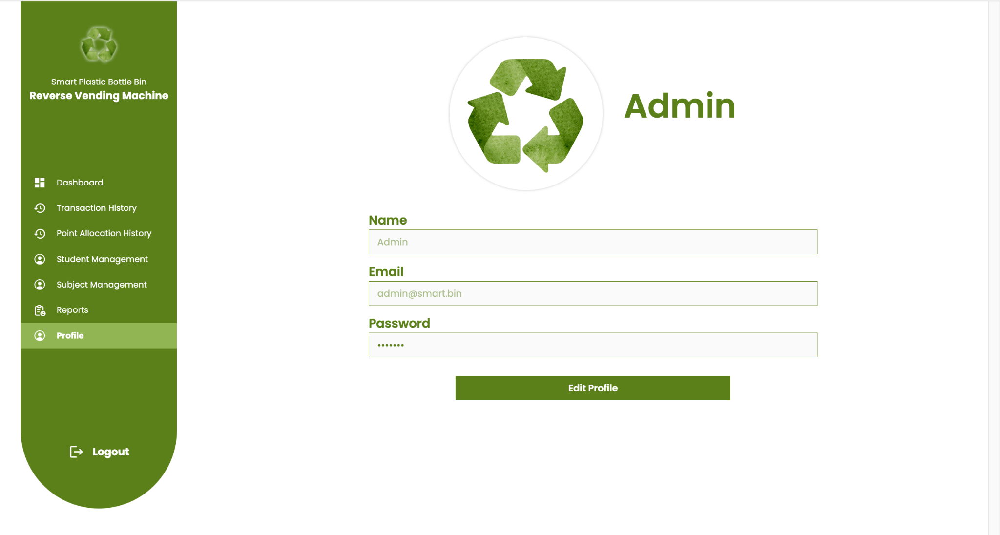 Smart Plastic Bottle Bin
Reverse Vending Machine
Dashboard
Transaction History
Point Allocation History
Student Management
Subject Management
Reports
Profile
Logout
Admin
Name
Admin
Email
admin@smart.bin
Password
•••••••
Edit Profile